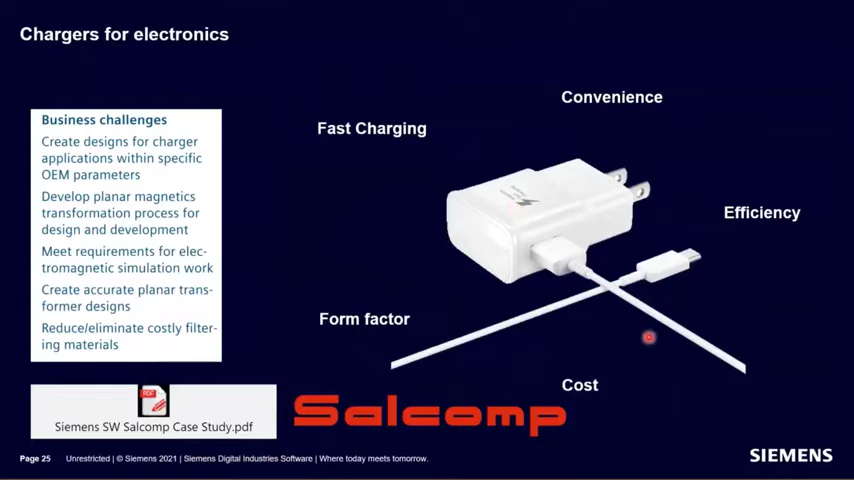 Chargers for electronics
Business challenges
Create designs for charger
applications within specific
OEM parameters
Develop planar magnetics
transformation process for
design and development
Meet requirements for elec-
tromagnetic simulation work
Create accurate planar trans-
former designs
Reduce/eliminate costly filter-
ing materials
Convenience
Fast Charging
Efficiency
Form factor
Cost
PDF
Siemens SW Salcomp Case Study.pdf
Salcomp
Page 25 Unrestricted | © Siemens 2021 | Siemens Digital Industries Software | Where today meets tomorrow.
SIEMENS